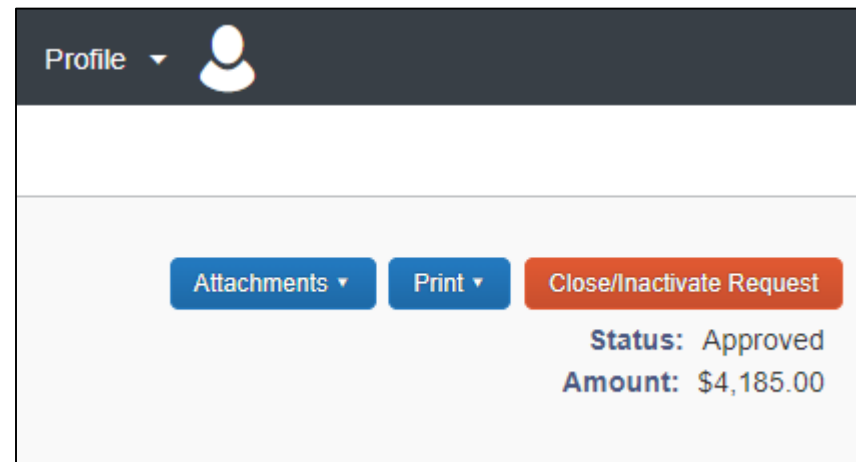 Profile
Attachments Print Close/Inactivate Request
Status: Approved
Amount: $4,185.00